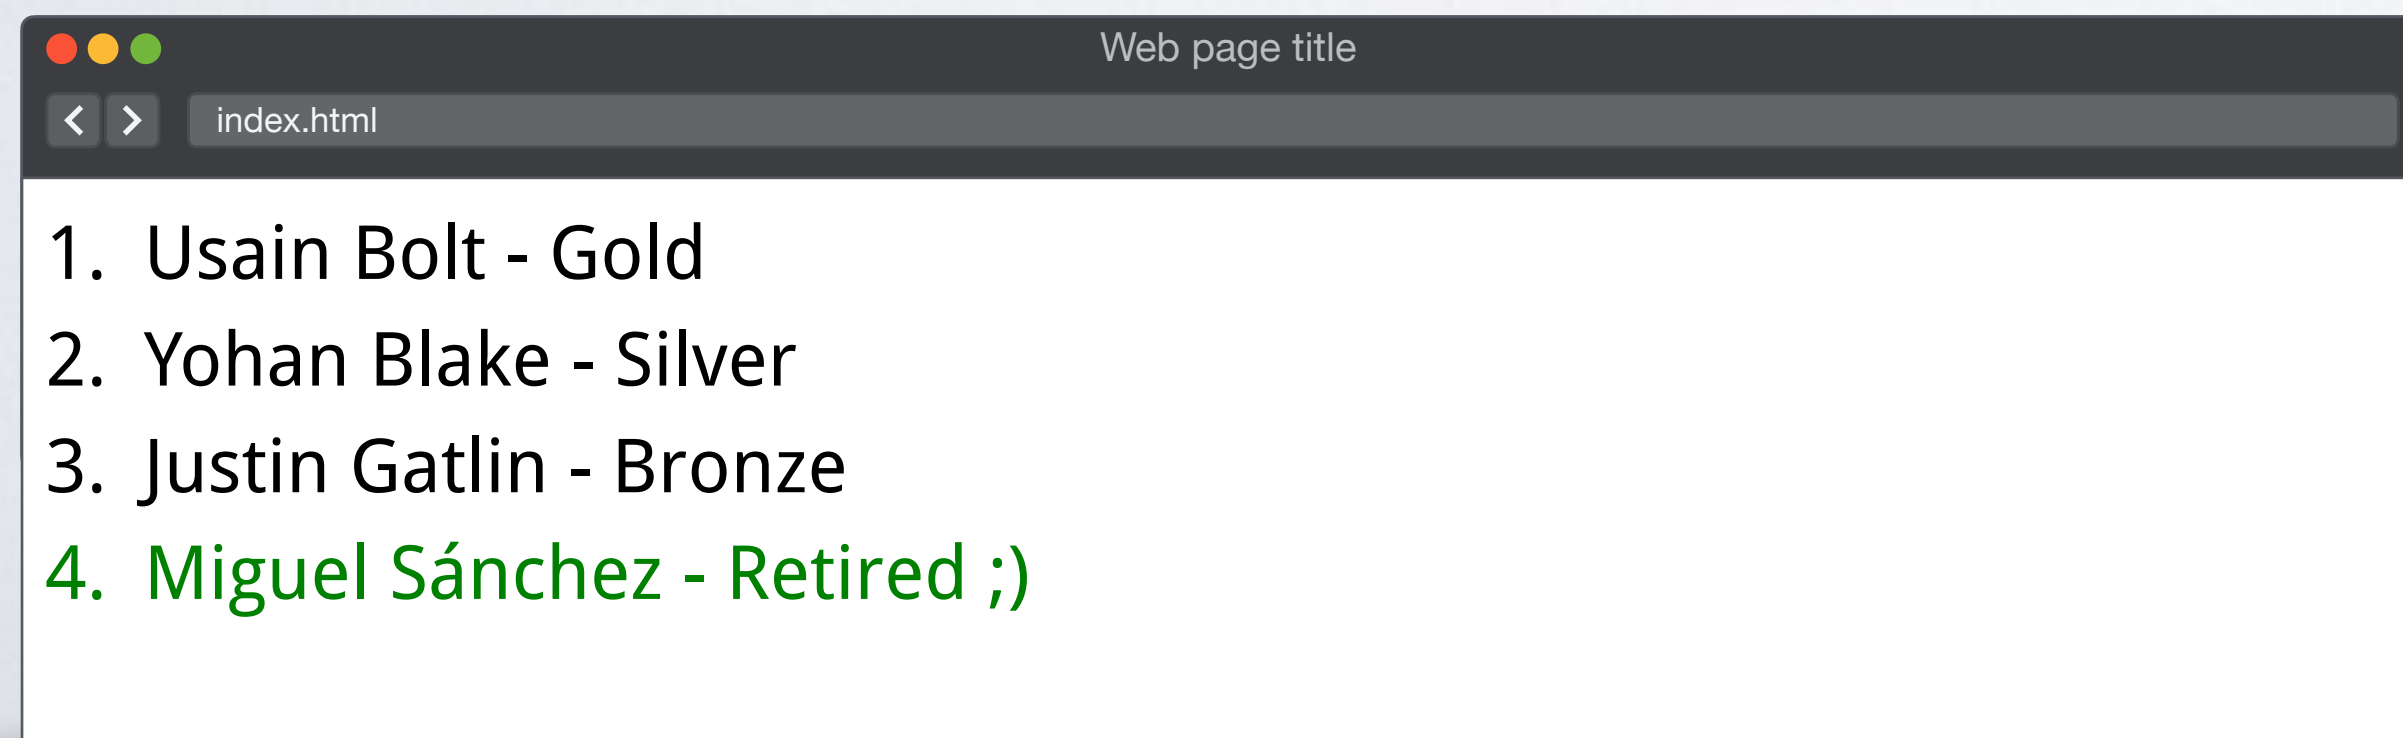 Web page title
index.html
1. Usain Bolt - Gold
2. Yohan Blake - Silver
3. Justin Gatlin - Bronze
4. Miguel Sánchez - Retired ;)